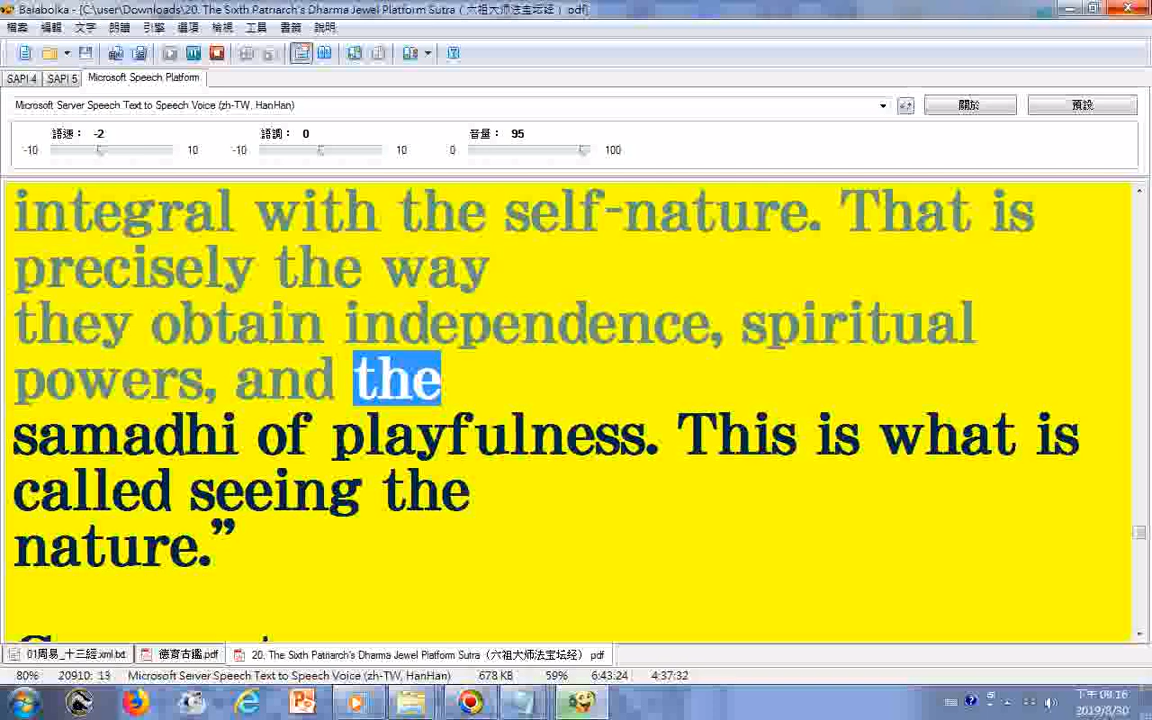 Balabolka - [C:\user\Downloads\20. The Sixth Patriarch's Dharma Jewel Platform Sutra（六祖大师法宝坛经） pdf]
檔案 編輯 文字 朗讀 引擎 選項 檢視 工具 書籤 說明
SAPI 4 SAPI 5 Microsoft Speech Platform
Microsoft Server Speech Text to Speech Voice (zh-TW, HanHan) 關於 預設
語速： -2 語調： 0 音量： 95
-10 10 -10 10 0 100
integral with the self-nature. That is
precisely the way
they obtain independence, spiritual
powers, and the
samadhi of playfulness. This is what is
called seeing the
nature.”
01周易_十三經.xml.txt 德育古鑑.pdf 20. The Sixth Patriarch's Dharma Jewel Platform Sutra（六祖大师法宝坛经） pdf
80% 20910: 13 Microsoft Server Speech Text to Speech Voice (zh-TW, HanHan) 678 KB 59% 6:43:24 4:37:32
下午 08:16
2019/8/30